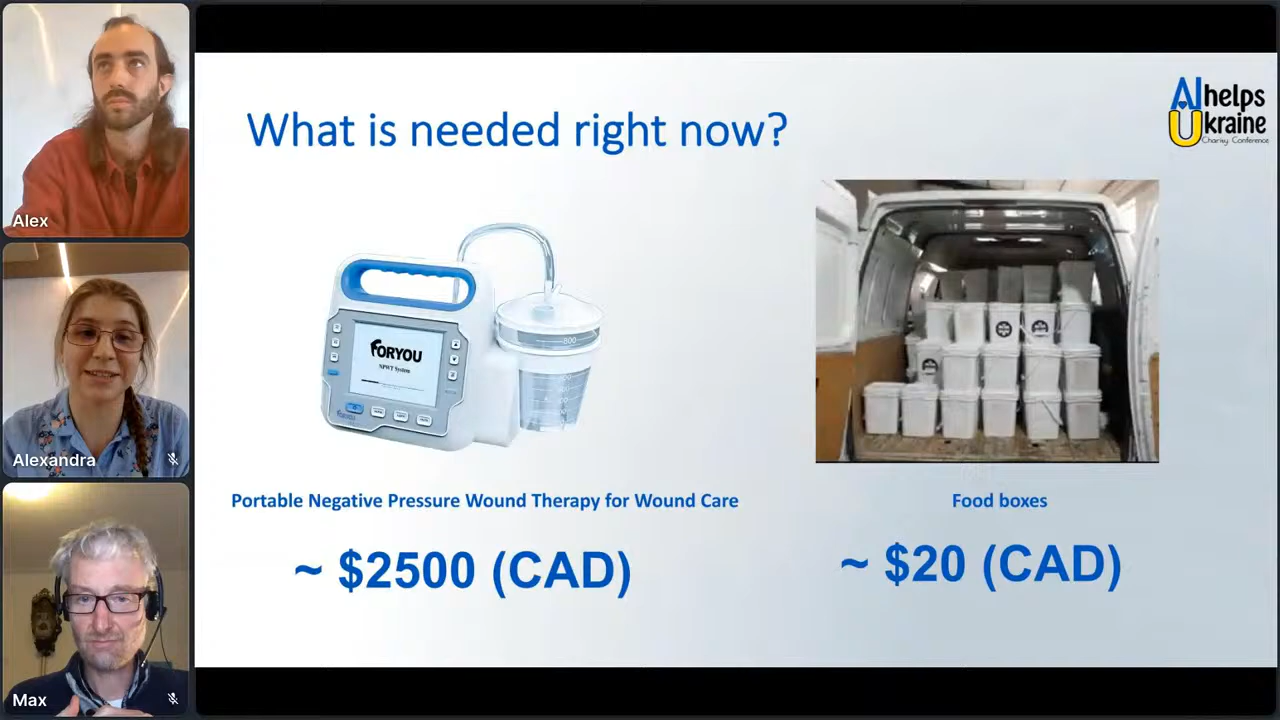 Alex
Alexandra
Max
What is needed right now?
AI helps
Ukraine
Charity Conference
FORYOU
NPWT System
Portable Negative Pressure Wound Therapy for Wound Care
~ $2500 (CAD)
Food boxes
~ $20 (CAD)